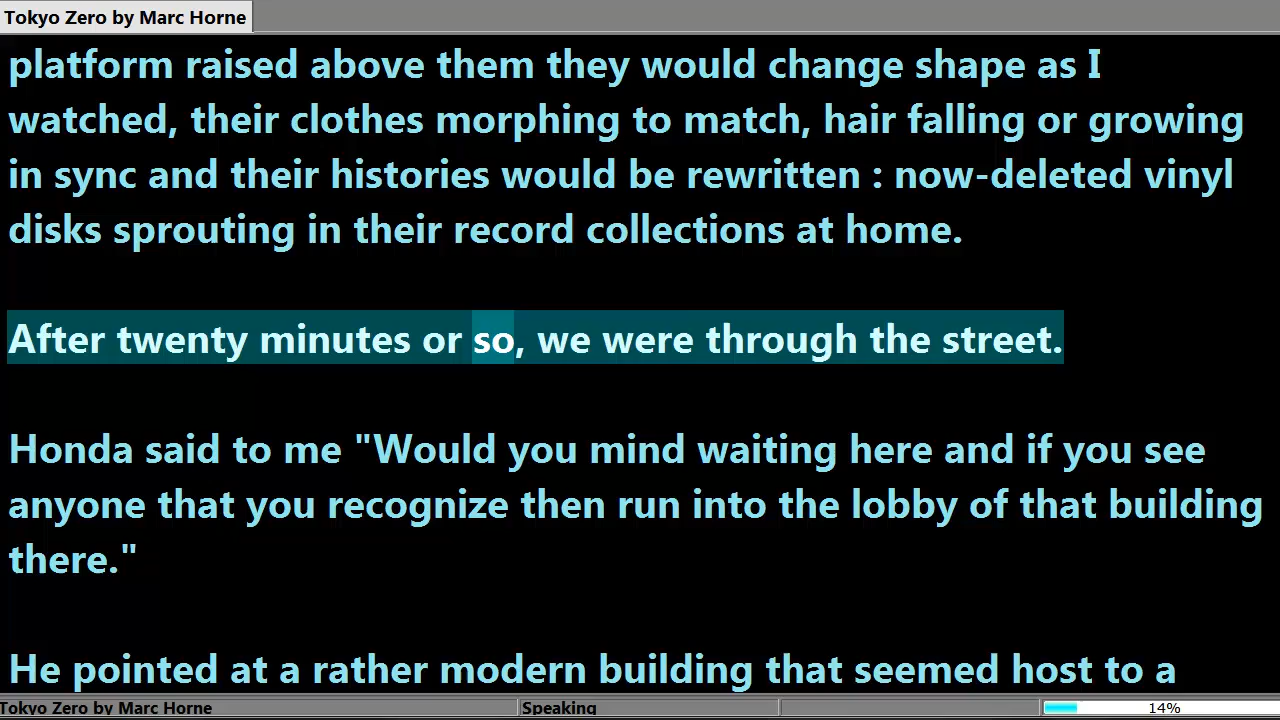 Tokyo Zero by Marc Horne
platform raised above them they would change shape as I
watched, their clothes morphing to match, hair falling or growing
in sync and their histories would be rewritten : now-deleted vinyl
disks sprouting in their record collections at home.
After twenty minutes or so, we were through the street.
Honda said to me "Would you mind waiting here and if you see
anyone that you recognize then run into the lobby of that building
there."
He pointed at a rather modern building that seemed host to a
Tokyo Zero by Marc Horne Speaking 14%